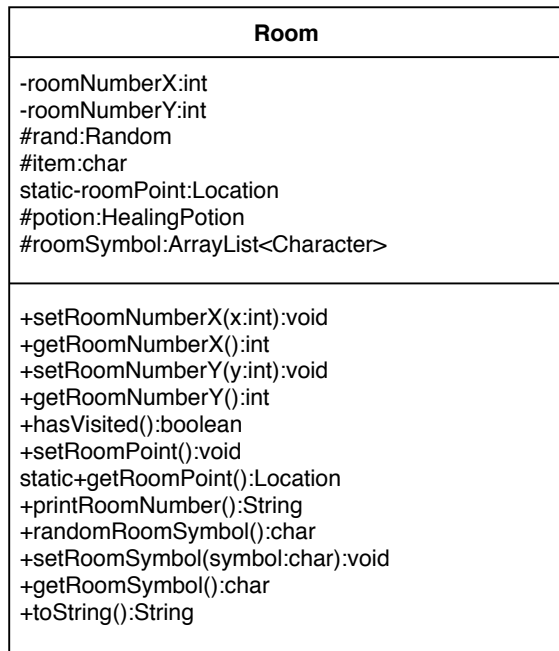 Room
-roomNumberX:int
-roomNumberY:int
#rand:Random
#item:char
static-roomPoint:Location
#potion:HealingPotion
#roomSymbol:ArrayList<Character>
+setRoomNumberX(x:int):void
+getRoomNumberX():int
+setRoomNumberY(y:int):void
+getRoomNumberY():int
+hasVisited():boolean
+setRoomPoint():void
static+getRoomPoint():Location
+printRoomNumber():String
+randomRoomSymbol():char
+setRoomSymbol(symbol:char):void
+getRoomSymbol():char
+toString():String